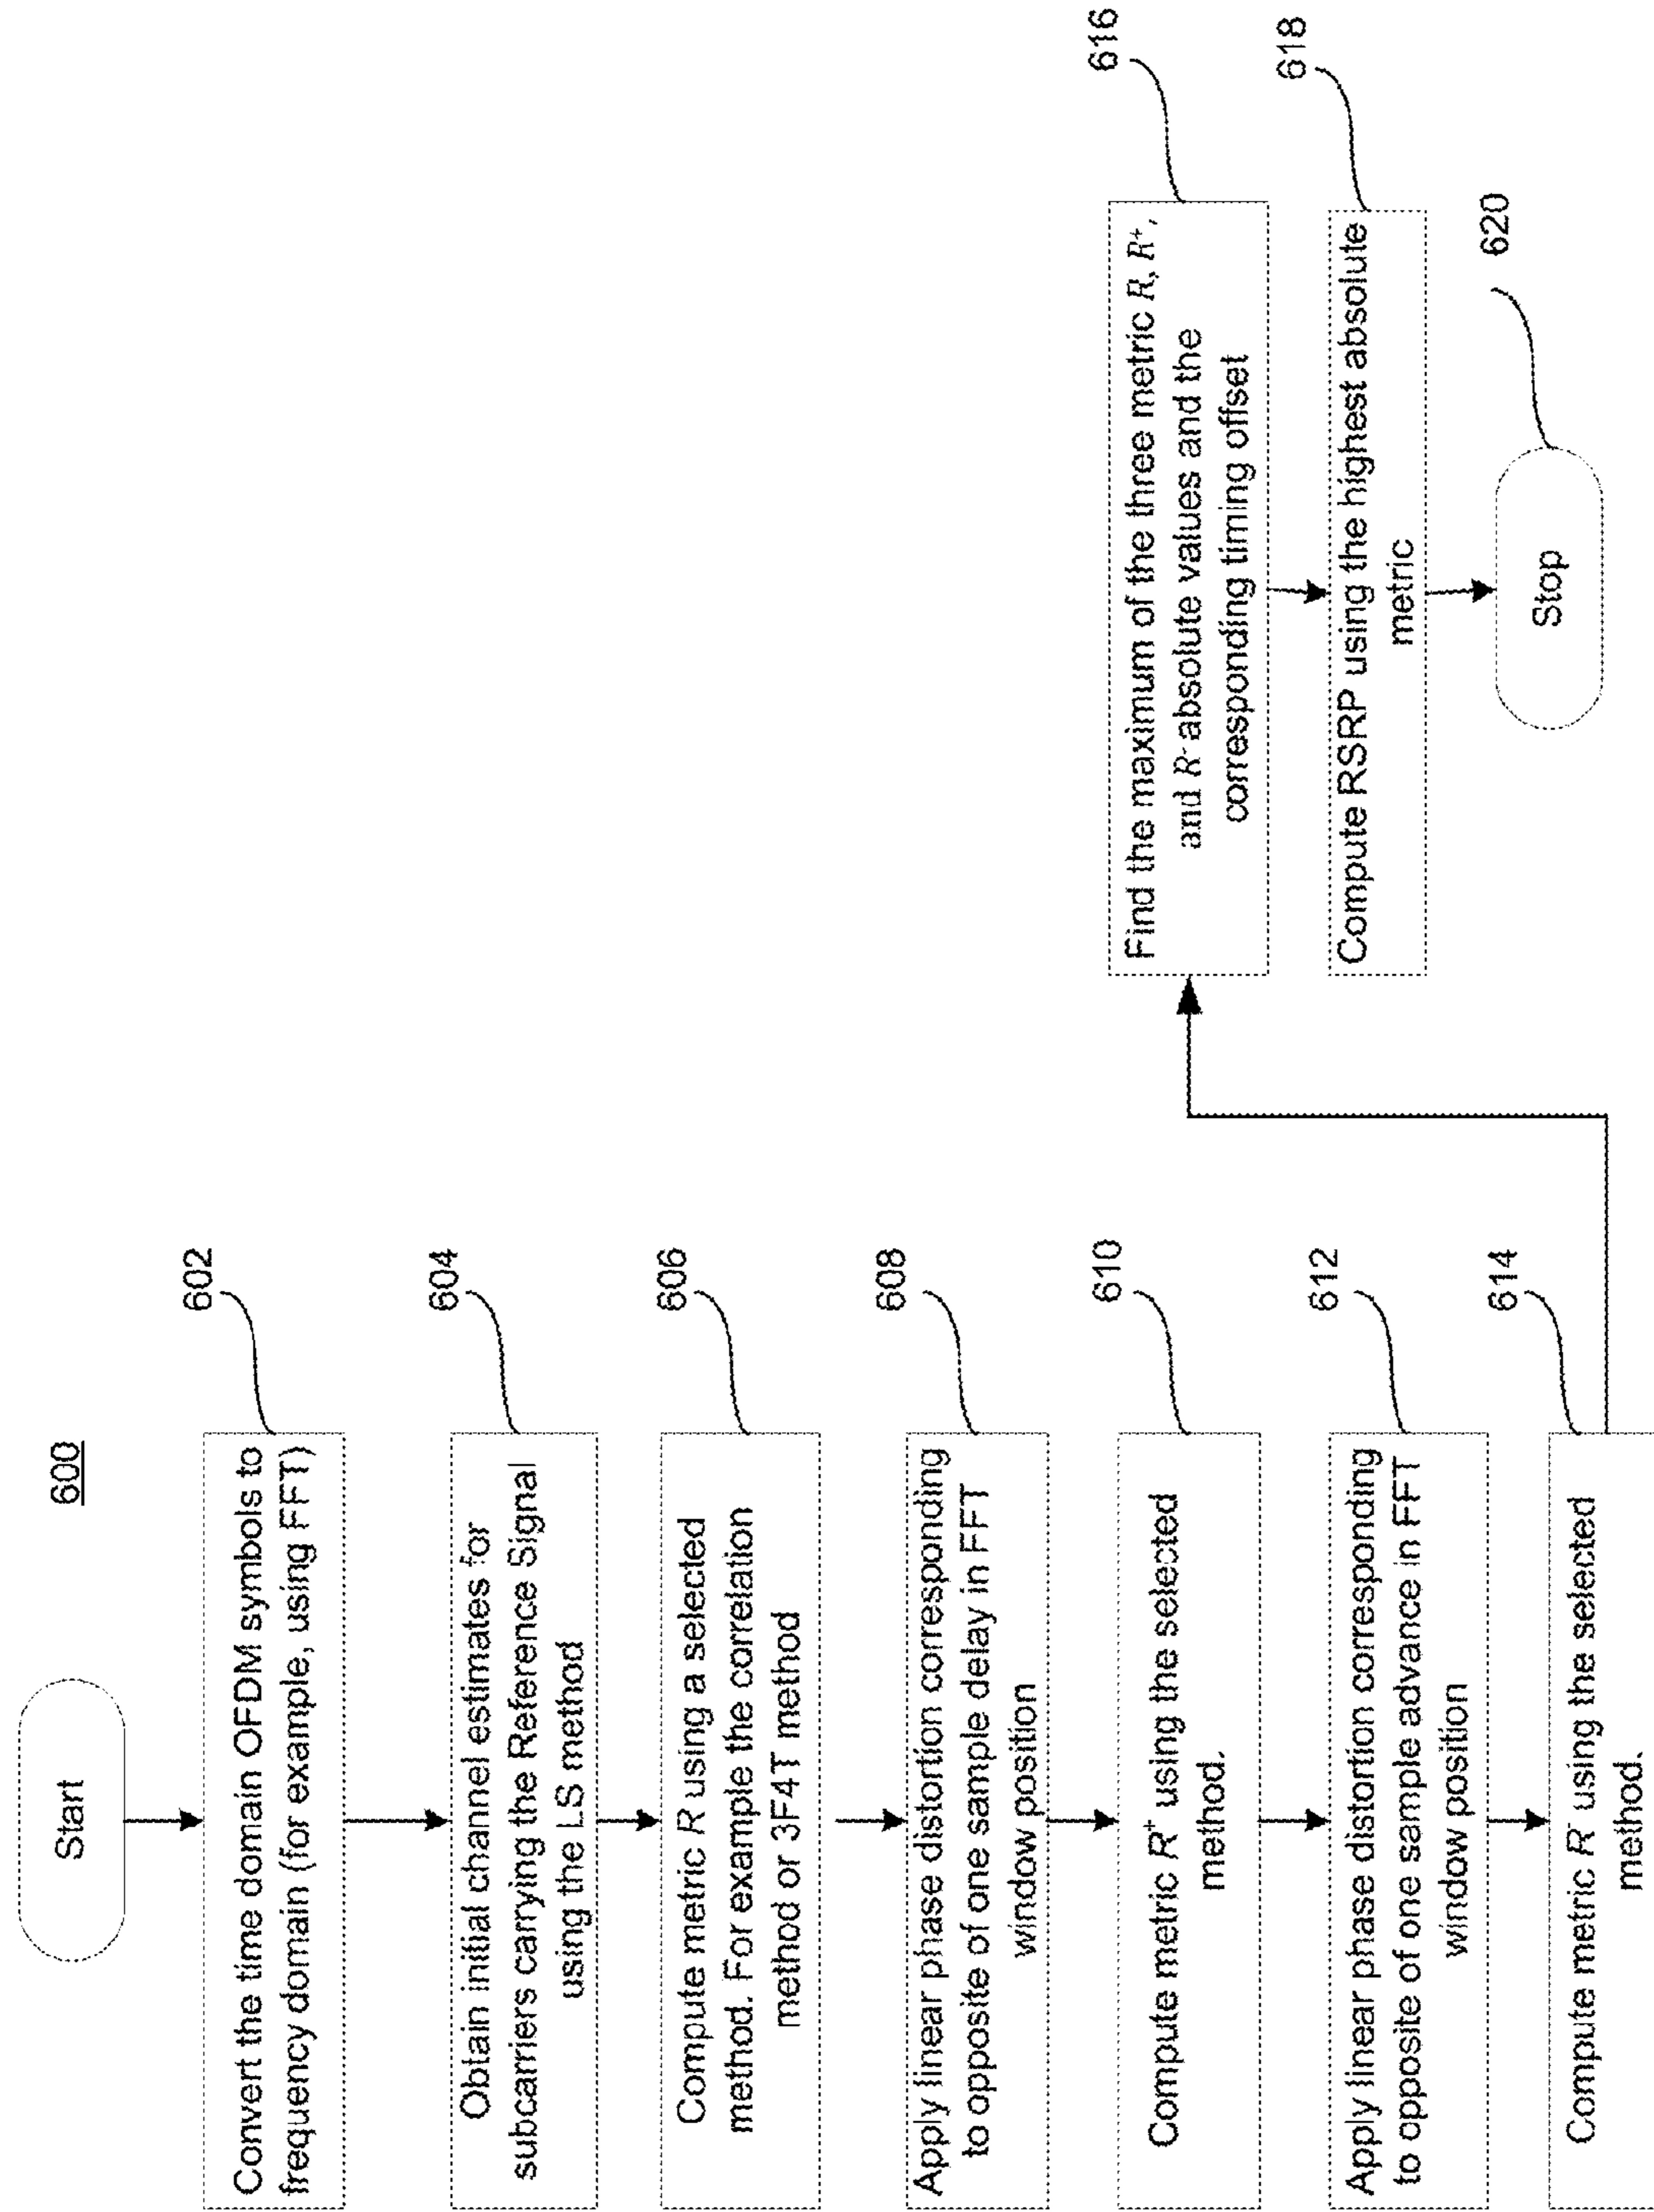 600
Start
602
Convert the time domain OFDM symbols to
frequency domain (for example, using FFT)
604
Obtain initial channel estimates for
subcarriers carrying the Reference Signal
using the LS method
606
Compute metric R using a selected
method. For example the correlation
method or 3F4T method
608
Apply linear phase distortion corresponding
to opposite of one sample delay in FFT
window position
610
Compute metric R⁺ using the selected
method.
612
Apply linear phase distortion corresponding
to opposite of one sample advance in FFT
window position
614
Compute metric R⁻ using the selected
method.
616
Find the maximum of the three metric R, R⁺,
and R⁻ absolute values and the
corresponding timing offset
618
Compute RSRP using the highest absolute
metric
620
Stop